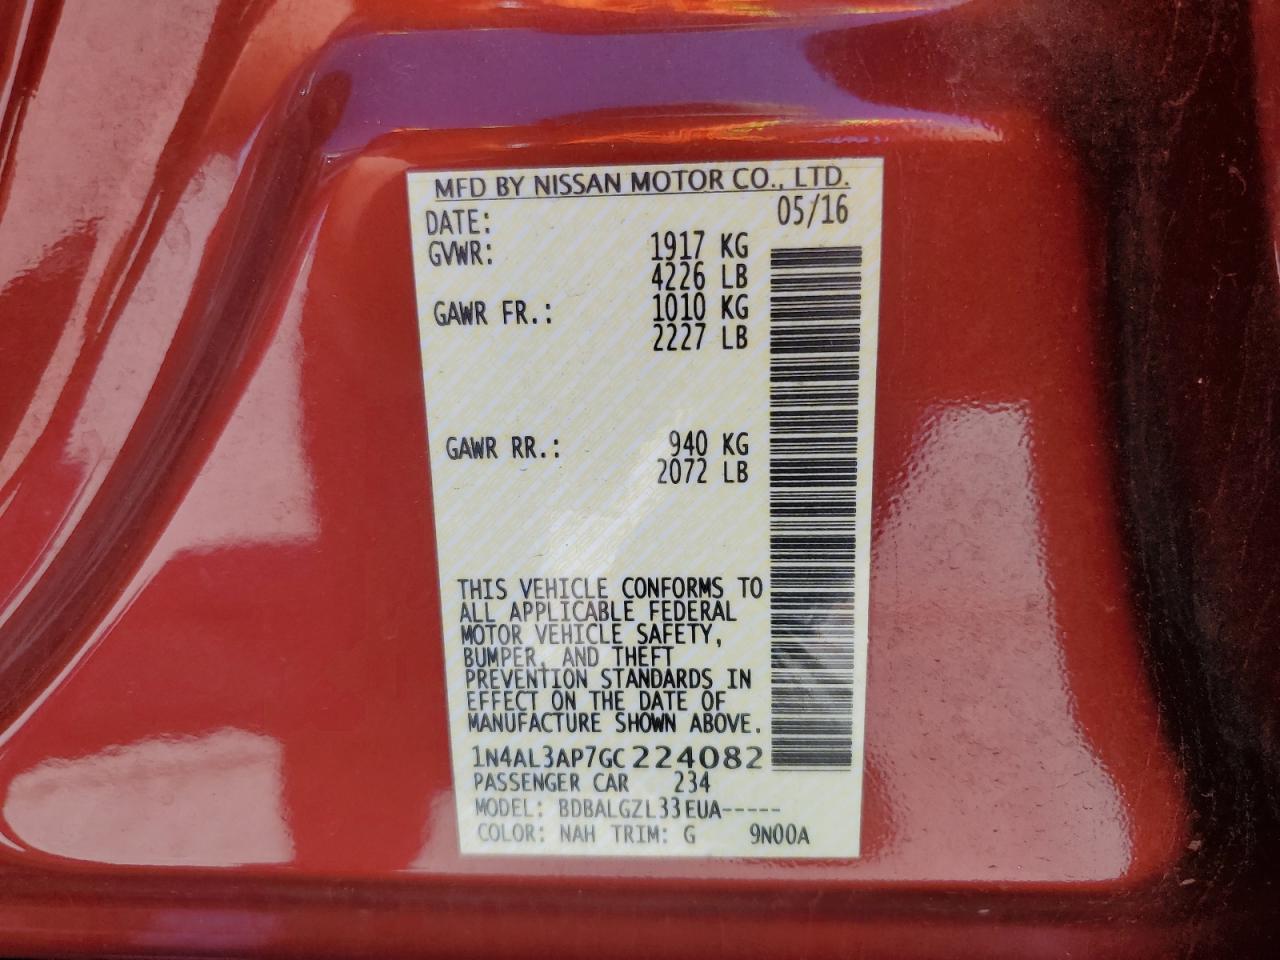 MFD BY NISSAN MOTOR CO., LTD.
DATE: 05/16
GVWR: 1917 KG
4226 LB
GAWR FR.: 1010 KG
2227 LB
GAWR RR.: 940 KG
2072 LB
THIS VEHICLE CONFORMS TO
ALL APPLICABLE FEDERAL
MOTOR VEHICLE SAFETY,
BUMPER, AND THEFT
PREVENTION STANDARDS IN
EFFECT ON THE DATE OF
MANUFACTURE SHOWN ABOVE.
1N4AL3AP7GC224082
PASSENGER CAR 234
MODEL: BDBALGZL33EUA-----
COLOR: NAH TRIM: G 9N00A